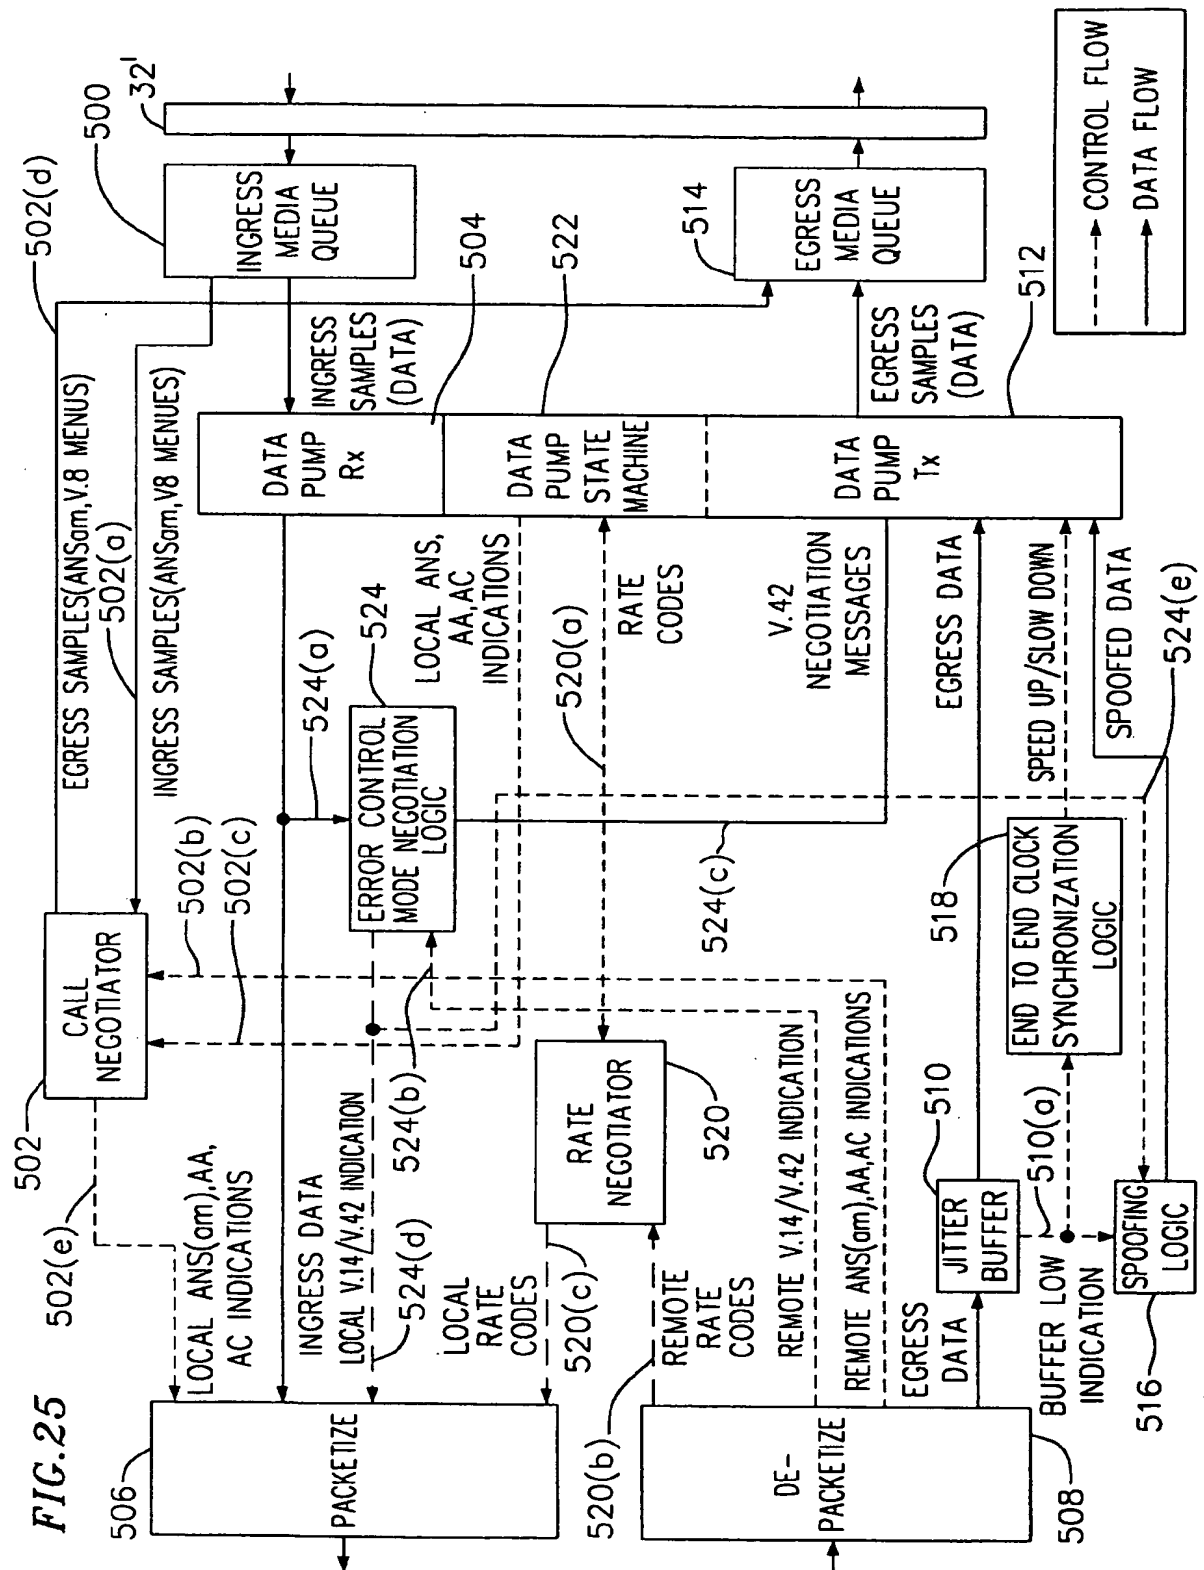 FIG.25
506
PACKETIZE
502(e)
LOCAL ANS(am),AA,
AC INDICATIONS
502
CALL
NEGOTIATOR
502(b)
502(c)
EGRESS SAMPLES(ANSam,V.8 MENUS)
502(a)
INGRESS SAMPLES(ANSam,V8 MENUES)
502(d)
500
32'
INGRESS
MEDIA
QUEUE
INGRESS
SAMPLES
(DATA)
504
522
DATA
PUMP
Rx
DATA
PUMP
STATE
MACHINE
DATA
PUMP
Tx
INGRESS DATA
LOCAL V.14/V.42 INDICATION
524(d)
524(b)
524(a)
524
ERROR CONTROL
MODE NEGOTIATION
LOGIC
LOCAL ANS,
AA,AC
INDICATIONS
520(a)
RATE
CODES
V.42
NEGOTIATION
MESSAGES
524(c)
LOCAL
RATE
CODES
520(c)
RATE
NEGOTIATOR
520
520(b)
REMOTE
RATE
CODES
REMOTE V.14/V.42 INDICATION
REMOTE ANS(am),AA,AC INDICATIONS
DE-
PACKETIZE
508
EGRESS
DATA
510
JITTER
BUFFER
510(a)
BUFFER LOW
INDICATION
516
SPOOFING
LOGIC
518
END TO END CLOCK
SYNCHRONIZATION
LOGIC
EGRESS DATA
SPEED UP/SLOW DOWN
SPOOFED DATA
524(e)
514
EGRESS
MEDIA
QUEUE
EGRESS
SAMPLES
(DATA)
512
CONTROL FLOW
DATA FLOW